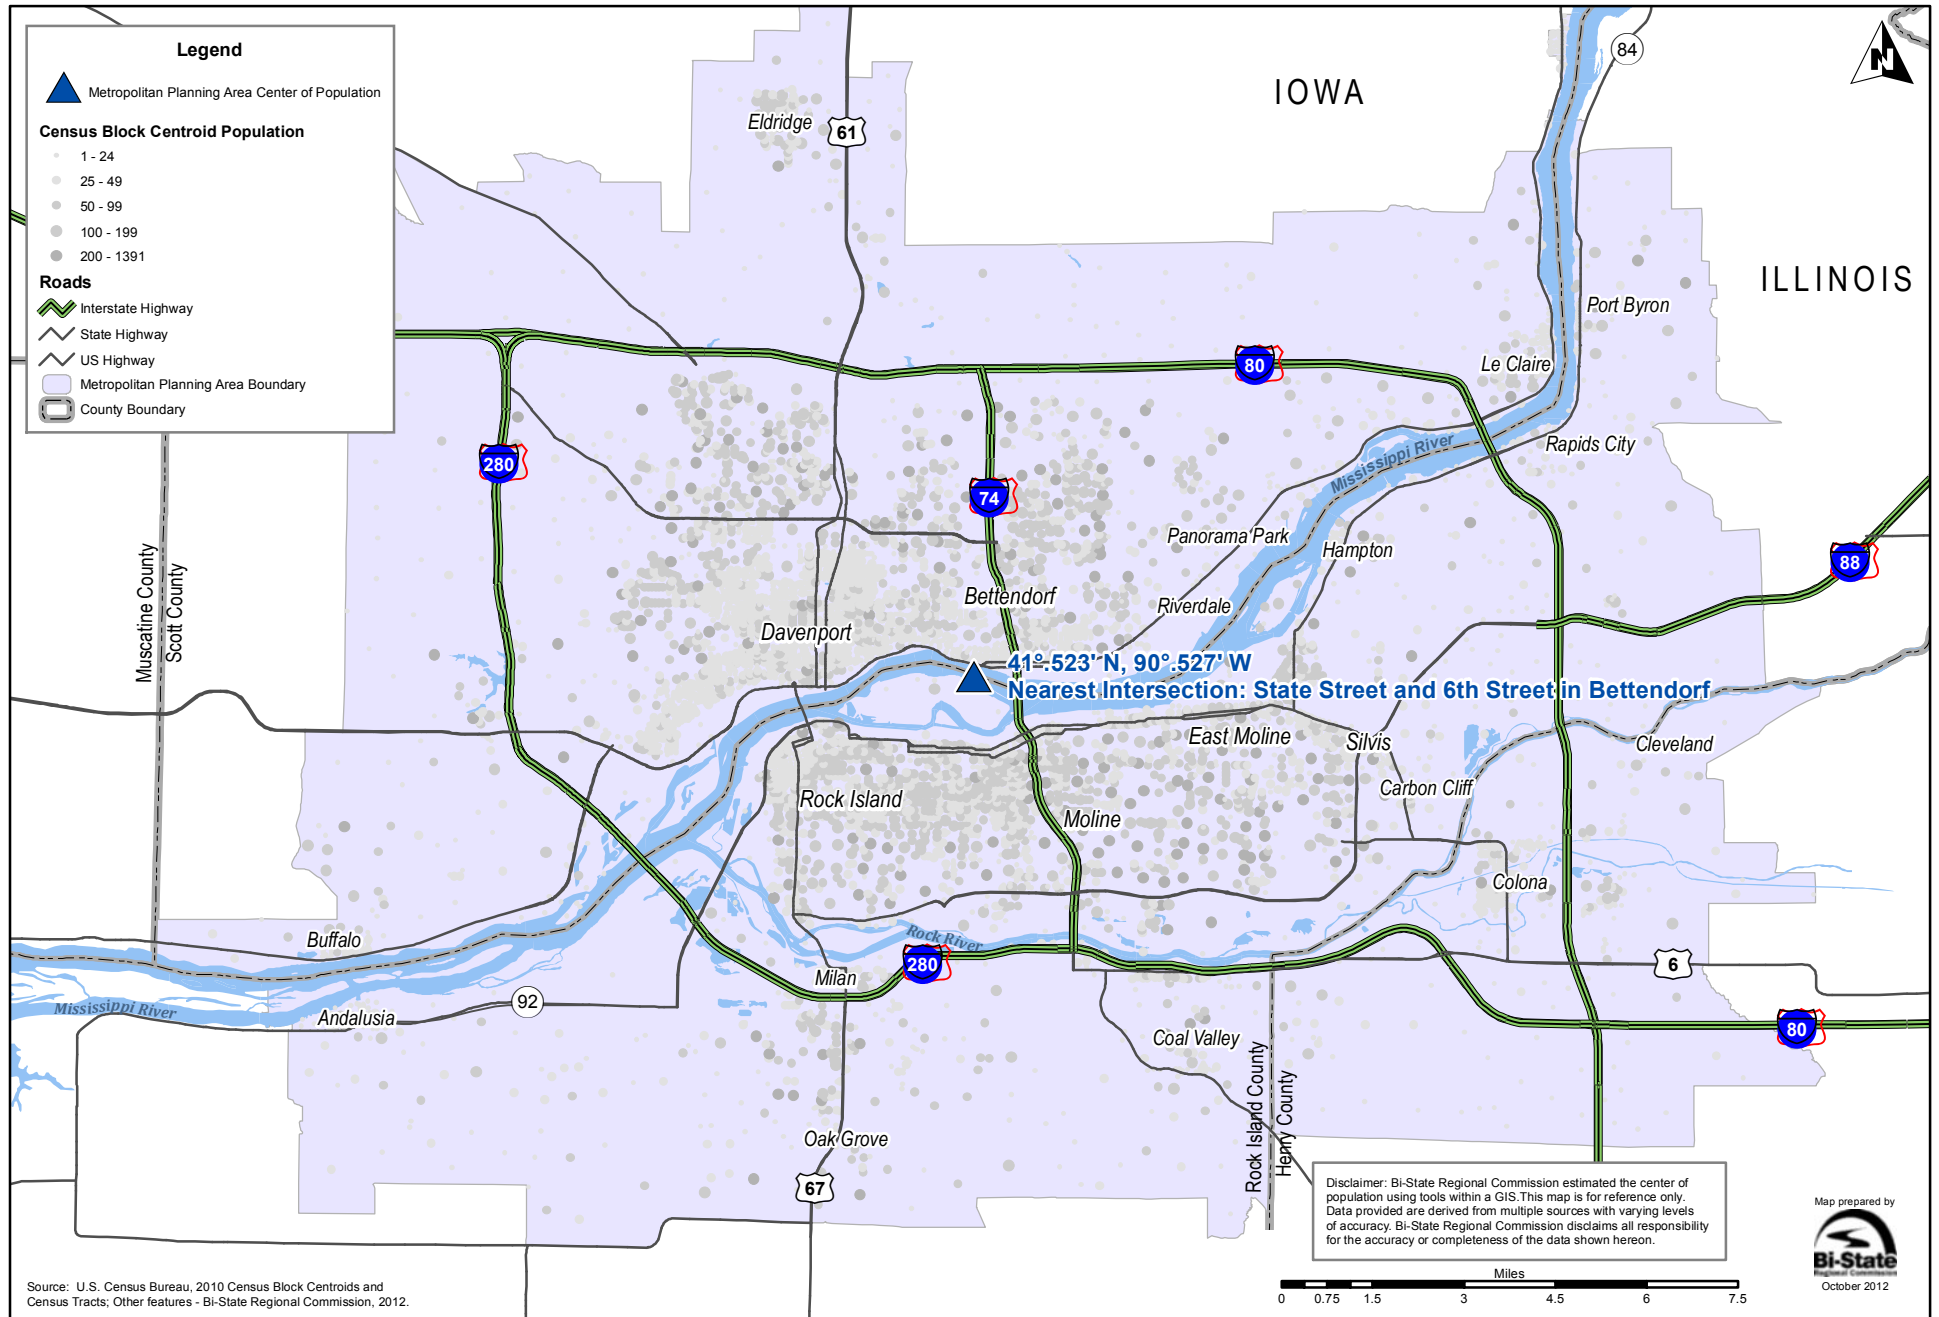 Legend
Metropolitan Planning Area Center of Population
Census Block Centroid Population
1 - 24
25 - 49
50 - 99
100 - 199
200 - 1391
Roads
Interstate Highway
State Highway
US Highway
Metropolitan Planning Area Boundary
County Boundary
IOWA
84
N
Eldridge
61
ILLINOIS
Port Byron
80
Le Claire
Rapids City
Mississippi River
280
74
Panorama Park
Hampton
88
Muscatine County
Scott County
Bettendorf
Riverdale
Davenport
41°.523' N, 90°.527' W
Nearest Intersection: State Street and 6th Street in Bettendorf
East Moline
Silvis
Cleveland
Carbon Cliff
Rock Island
Moline
Colona
Buffalo
Rock River
280
6
Milan
Mississippi River
92
Andalusia
80
Coal Valley
Rock Island County
Henry County
Oak Grove
67
Disclaimer: Bi-State Regional Commission estimated the center of
population using tools within a GIS.This map is for reference only.
Data provided are derived from multiple sources with varying levels
of accuracy. Bi-State Regional Commission disclaims all responsibility
for the accuracy or completeness of the data shown hereon.
Map prepared by
Bi-State
Regional Commission
October 2012
Miles
0 0.75 1.5 3 4.5 6 7.5
Source: U.S. Census Bureau, 2010 Census Block Centroids and
Census Tracts; Other features - Bi-State Regional Commission, 2012.